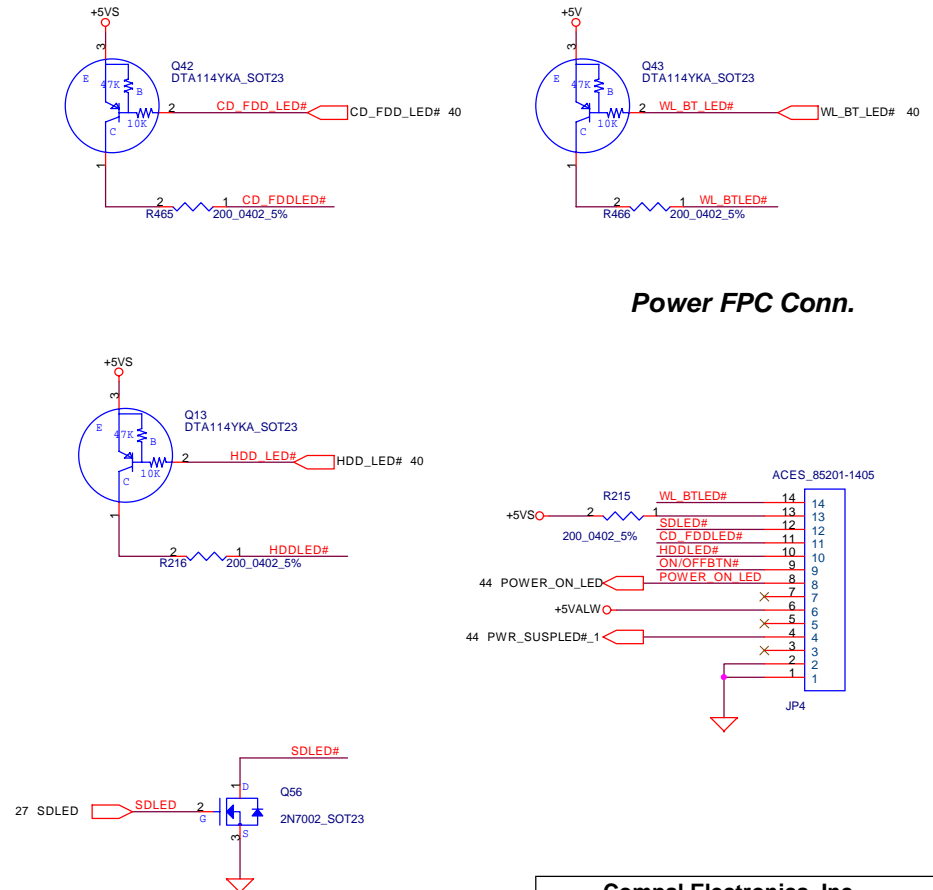 +5VS
3
Q42
DTA114YKA_SOT23
E
47K
B
2
CD_FDD_LED#
CD_FDD_LED# 40
10K
C
1
2
1
CD_FDDLED#
R465
200_0402_5%
+5V
3
Q43
DTA114YKA_SOT23
E
47K
B
2
WL_BT_LED#
WL_BT_LED# 40
10K
C
1
2
1
WL_BTLED#
R466
200_0402_5%
Power FPC Conn.
+5VS
3
Q13
DTA114YKA_SOT23
E
47K
B
2
HDD_LED#
HDD_LED# 40
10K
C
1
2
1
HDDLED#
R216
200_0402_5%
ACES_85201-1405
WL_BTLED# 14 14
+5VS 2 R215 1 13 13
200_0402_5%
SDLED# 12 12
CD_FDDLED# 11 11
HDDLED# 10 10
ON/OFFBTN# 9 9
44 POWER_ON_LED POWER_ON_LED 8 8
7 7
+5VALW 6 6
5 5
44 PWR_SUSPLED#_1 4 4
3 3
2 2
1 1
JP4
SDLED#
1
D
Q56
27 SDLED SDLED 2
G
2N7002_SOT23
3
S
Compal Electronics, Inc.